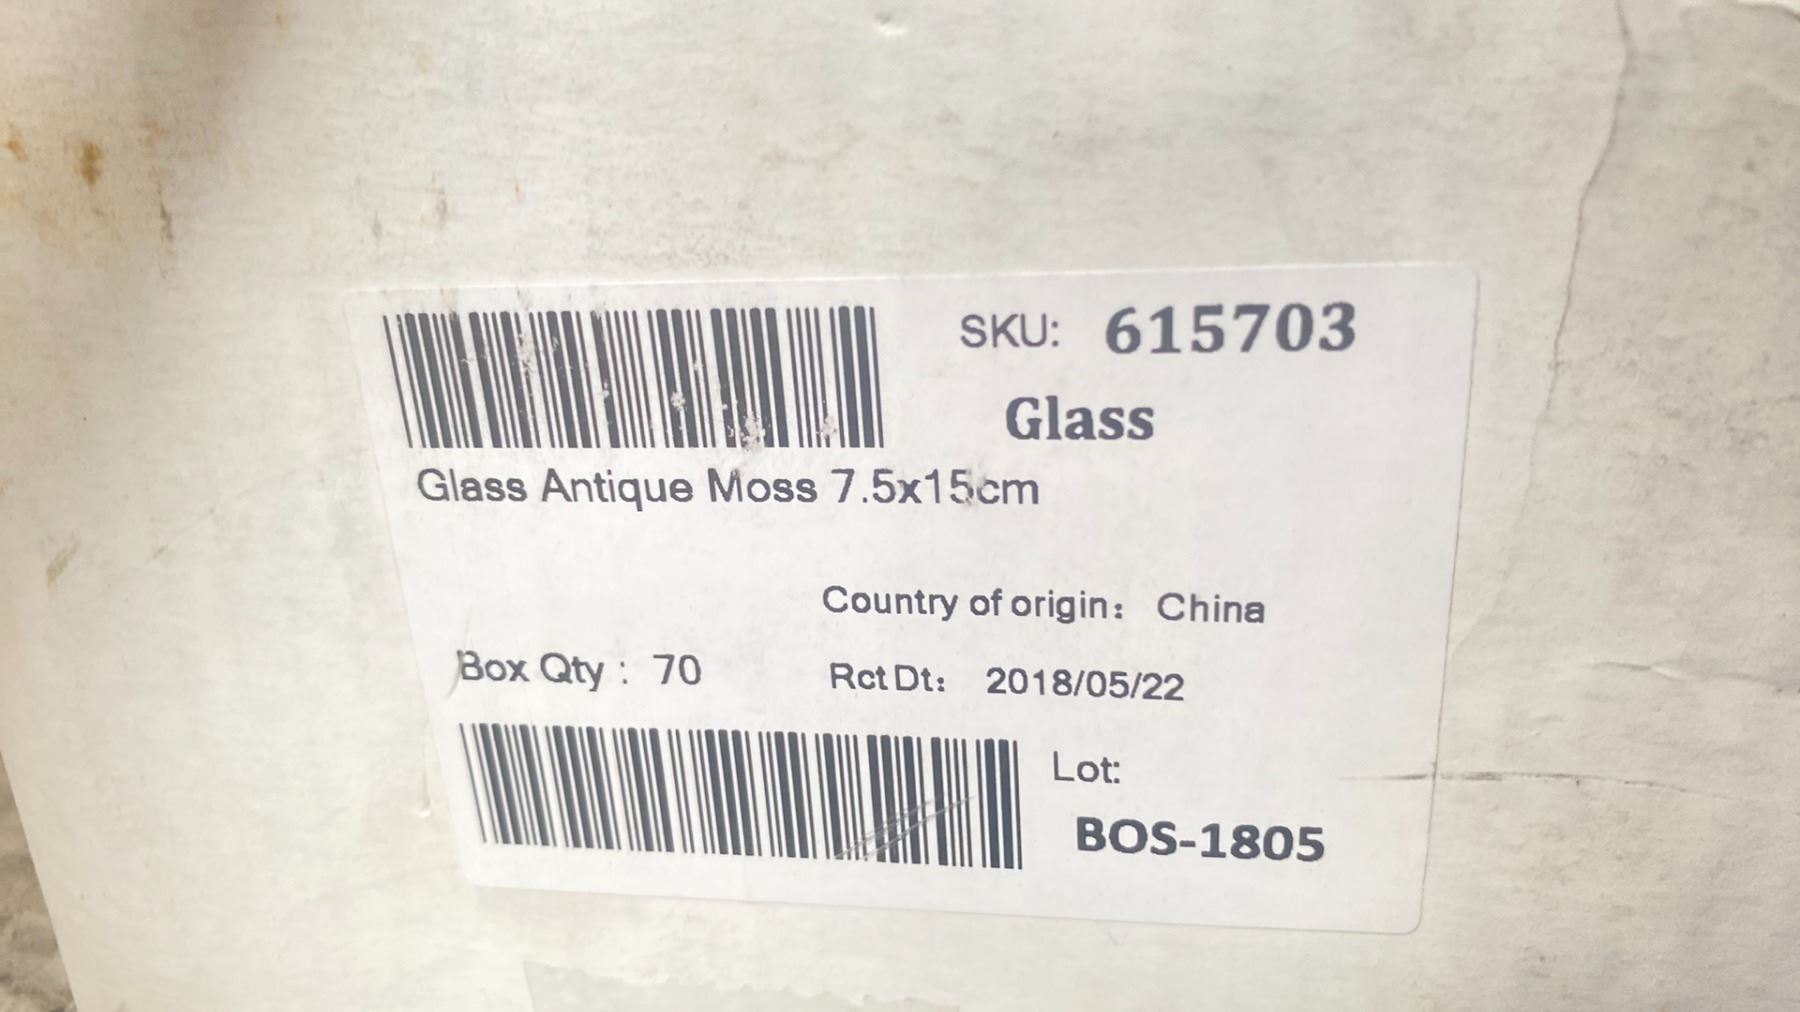 SKU: 615703
Glass
Glass Antique Moss 7.5x15cm
Country of origin: China
Box Qty : 70
Rct Dt: 2018/05/22
Lot:
BOS-1805